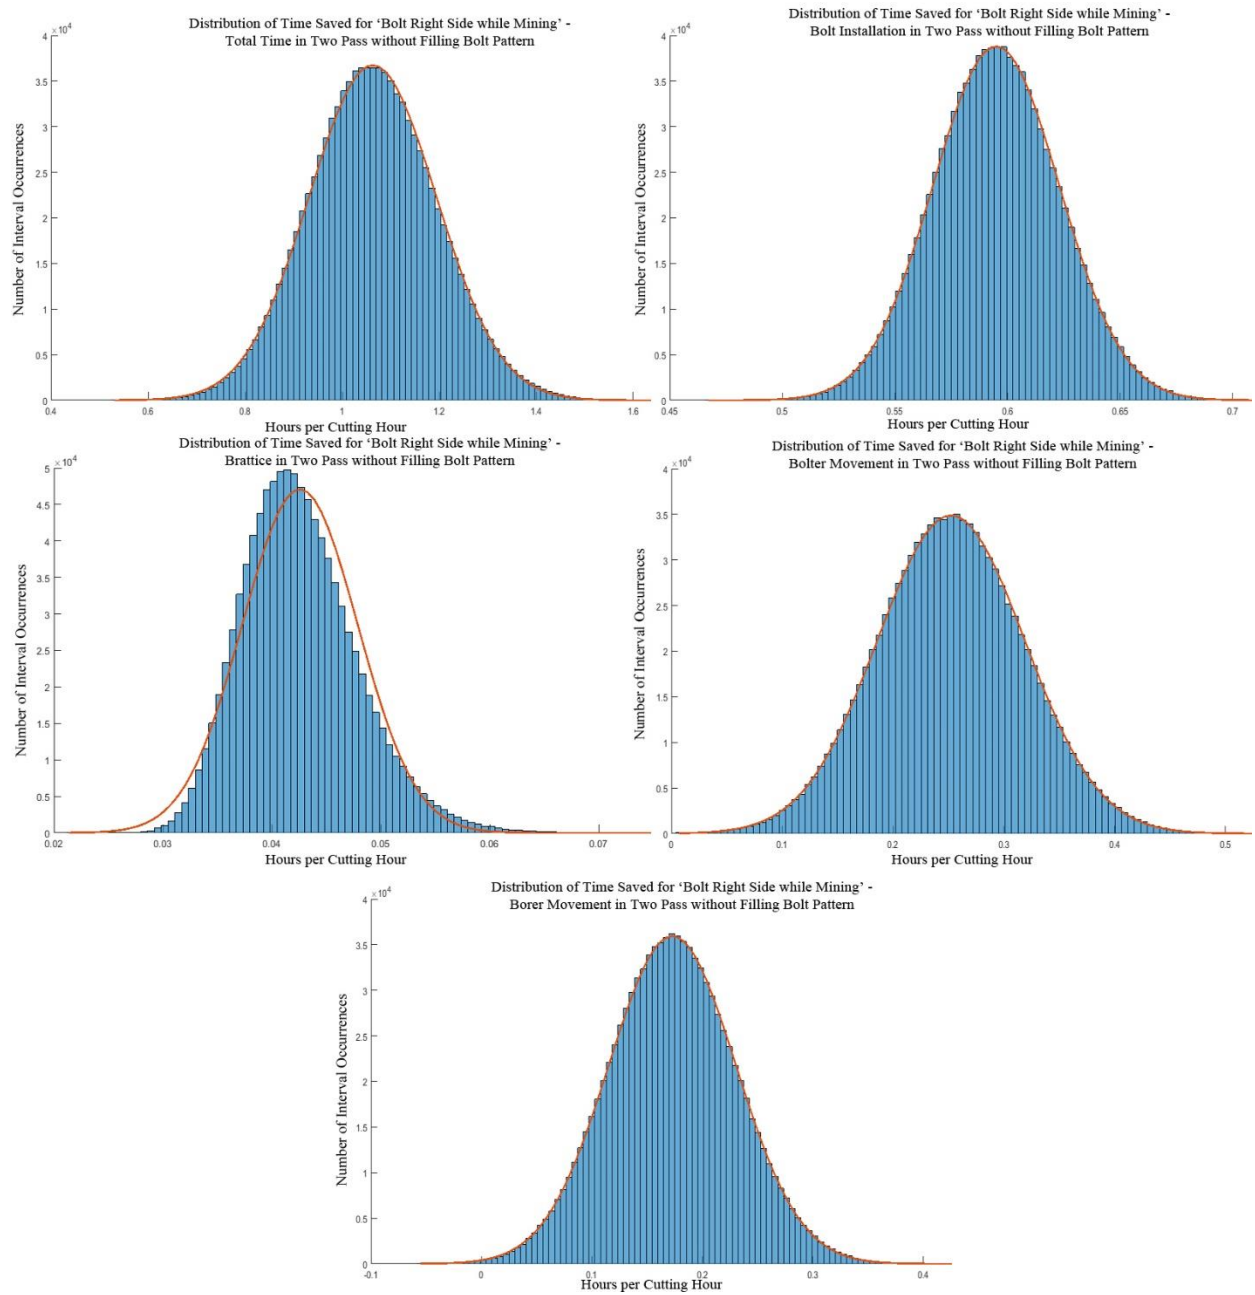 Distribution of Time Saved for ‘Bolt Right Side while Mining’ -
Total Time in Two Pass without Filling Bolt Pattern
×10⁴
4
3.5
3
2.5
2
1.5
1
0.5
0
Number of Interval Occurrences
0.4 0.6 0.8 1 1.2 1.4 1.6
Hours per Cutting Hour
Distribution of Time Saved for ‘Bolt Right Side while Mining’ -
Bolt Installation in Two Pass without Filling Bolt Pattern
×10⁴
4
3.5
3
2.5
2
1.5
1
0.5
0
Number of Interval Occurrences
0.45 0.5 0.55 0.6 0.65 0.7
Hours per Cutting Hour
Distribution of Time Saved for ‘Bolt Right Side while Mining’ -
Brattice in Two Pass without Filling Bolt Pattern
×10⁴
5
4.5
4
3.5
3
2.5
2
1.5
1
0.5
0
Number of Interval Occurrences
0.02 0.03 0.04 0.05 0.06 0.07
Hours per Cutting Hour
Distribution of Time Saved for ‘Bolt Right Side while Mining’ -
Bolter Movement in Two Pass without Filling Bolt Pattern
×10⁴
4
3.5
3
2.5
2
1.5
1
0.5
0
Number of Interval Occurrences
0 0.1 0.2 0.3 0.4 0.5
Hours per Cutting Hour
Distribution of Time Saved for ‘Bolt Right Side while Mining’ -
Borer Movement in Two Pass without Filling Bolt Pattern
×10⁴
4
3.5
3
2.5
2
1.5
1
0.5
0
Number of Interval Occurrences
-0.1 0 0.1 0.2 0.3 0.4
Hours per Cutting Hour